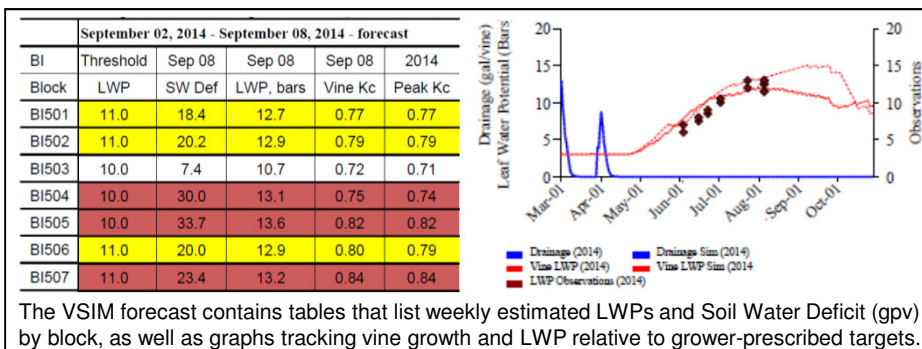 September 02, 2014 - September 08, 2014 - forecast
BI Threshold Sep 08 Sep 08 Sep 08 2014
Block LWP SW Def LWP, bars Vine Kc Peak Kc
BI501 11.0 18.4 12.7 0.77 0.77
BI502 11.0 20.2 12.9 0.79 0.79
BI503 10.0 7.4 10.7 0.72 0.71
BI504 10.0 30.0 13.1 0.75 0.74
BI505 10.0 33.7 13.6 0.82 0.82
BI506 11.0 20.0 12.9 0.80 0.79
BI507 11.0 23.4 13.2 0.84 0.84
Drainage (gal/vine)
Leaf Water Potential (Bars
20 20
15 15
10 10
5 5
0 0
Observations
Mar-01 Apr-01 May-01 Jun-01 Jul-01 Aug-01 Sep-01 Oct-01
Drainage (2014) Drainage Sim (2014)
Vine LWP (2014) Vine LWP Sim (2014
LWP Observations (2014)
The VSIM forecast contains tables that list weekly estimated LWPs and Soil Water Deficit (gpv)
by block, as well as graphs tracking vine growth and LWP relative to grower-prescribed targets.